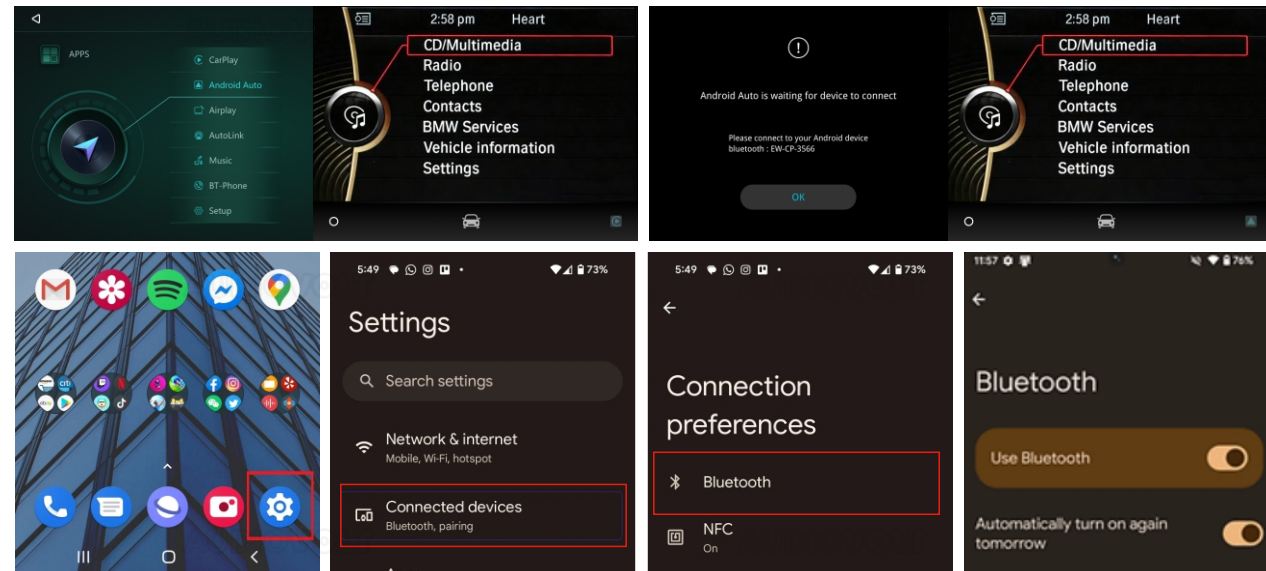 APPS
CarPlay
Android Auto
Airplay
AutoLink
Music
BT-Phone
Setup
2:58 pm Heart
CD/Multimedia
Radio
Telephone
Contacts
BMW Services
Vehicle information
Settings
Android Auto is waiting for device to connect
Please connect to your Android device
bluetooth : EW-CP-3566
OK
2:58 pm Heart
CD/Multimedia
Radio
Telephone
Contacts
BMW Services
Vehicle information
Settings
citi
5:49 73%
Settings
Search settings
Network & internet
Mobile, Wi-Fi, hotspot
Connected devices
Bluetooth, pairing
5:49 73%
Connection
preferences
Bluetooth
NFC
On
11:57 76%
Bluetooth
Use Bluetooth
Automatically turn on again
tomorrow